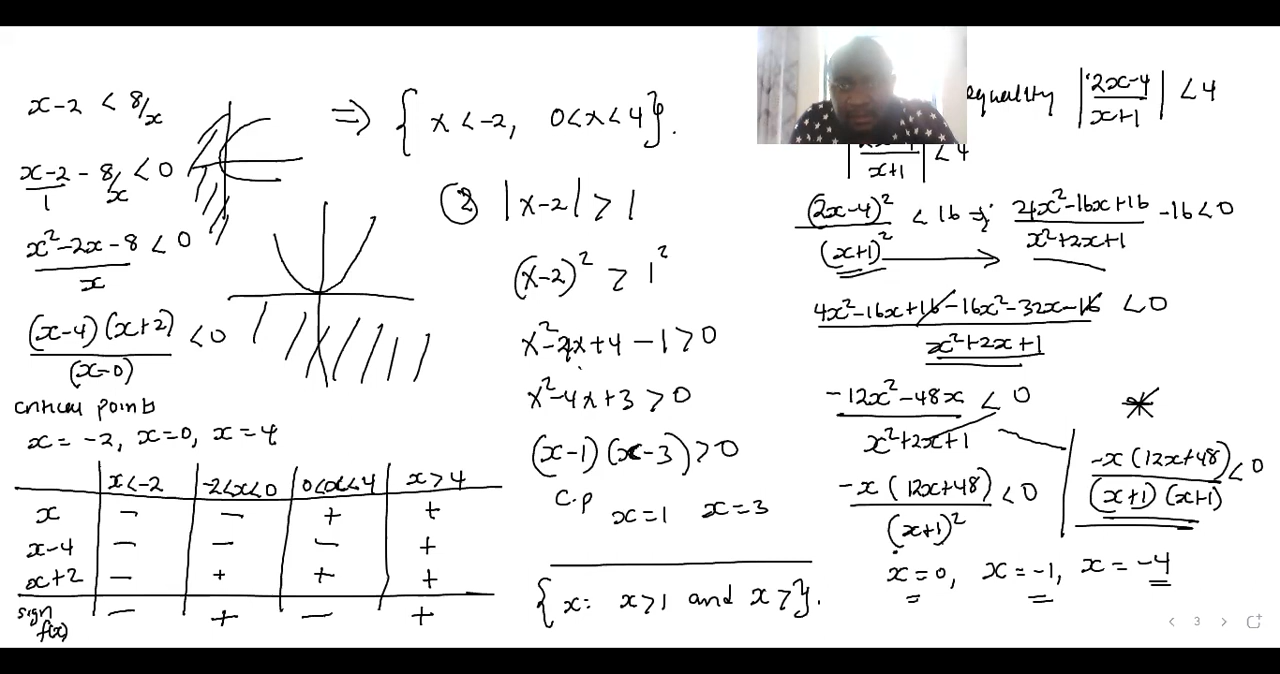 x-2 < 8/x
x-2/1 - 8/x < 0
x²-2x-8/x < 0
(x-4)(x+2)/(x-0) < 0
critical points
x = -2, x=0, x=4
x<-2 -2<x<0 0<x<4 x>4
x - - + +
x-4 - - - +
x+2 - + + +
sign f(x) - + - +
⇒ { x<-2, 0<x<4}.
② |x-2| > 1
(x-2)² > 1²
x²-4x+4-1>0
x²-4x+3>0
(x-1)(x-3)>0
c.p x=1 x=3
{x: x>1 and x>}.
equality |2x-4/x+1| < 4
x+1| < 4
(2x-4)²/(x+1)² < 16 ⇒ 4x²-16x+16/x²+2x+1 -16<0
4x²-16x+16-16x²-32x-16/x²+2x+1 <0
-12x²-48x/x²+2x+1 < 0
-x(12x+48)/(x+1)² <0
-x(12x+48)/(x+1)(x+1) <0
x=0, x=-1, x=-4
3